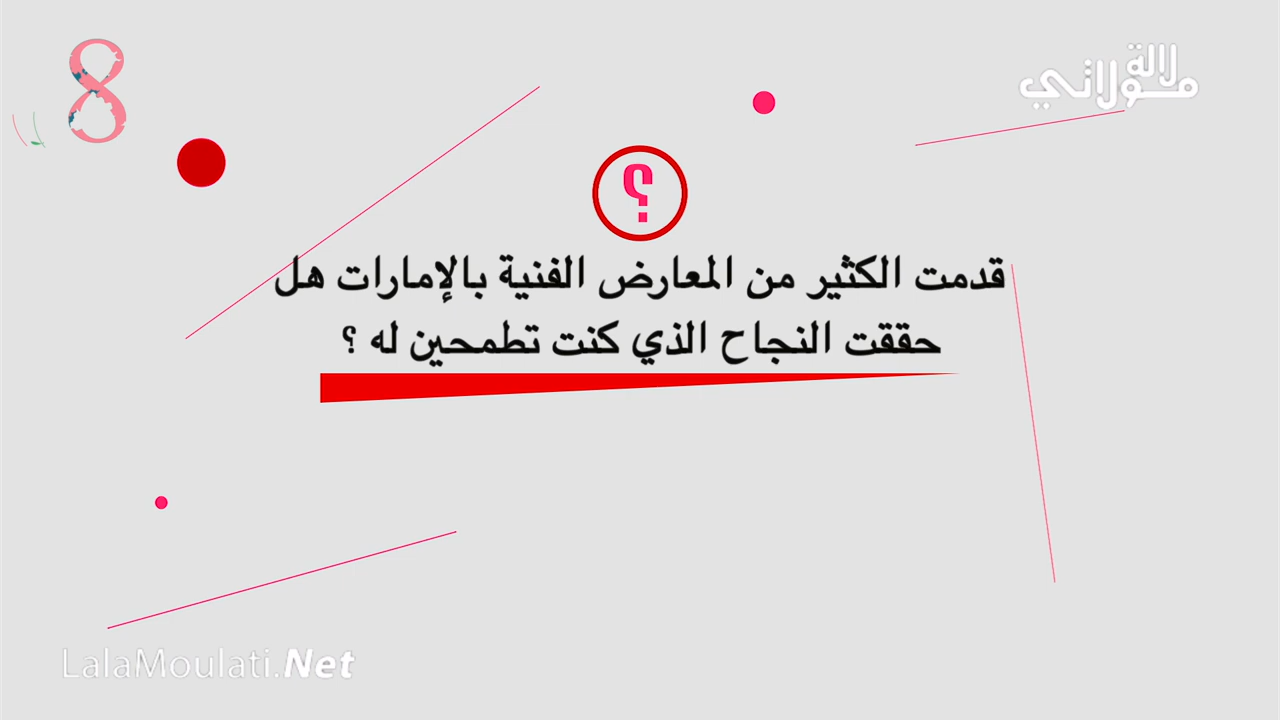 8
لالة
مولاتي
؟
قدمت الكثير من المعارض الفنية بالإمارات هل
حققت النجاح الذي كنت تطمحين له ؟
LalaMoulati.Net